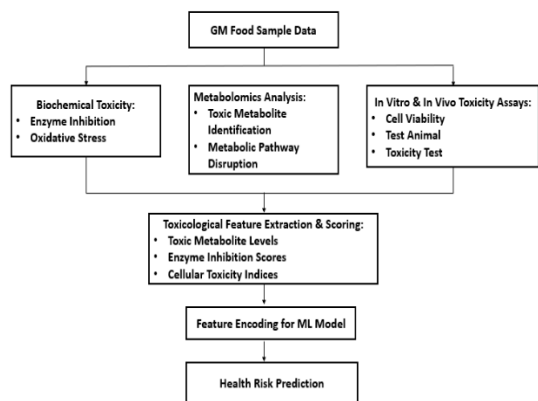 GM Food Sample Data
Biochemical Toxicity:
• Enzyme Inhibition
• Oxidative Stress
Metabolomics Analysis:
• Toxic Metabolite
Identification
• Metabolic Pathway
Disruption
In Vitro & In Vivo Toxicity Assays:
• Cell Viability
• Test Animal
• Toxicity Test
Toxicological Feature Extraction & Scoring:
• Toxic Metabolite Levels
• Enzyme Inhibition Scores
• Cellular Toxicity Indices
Feature Encoding for ML Model
Health Risk Prediction